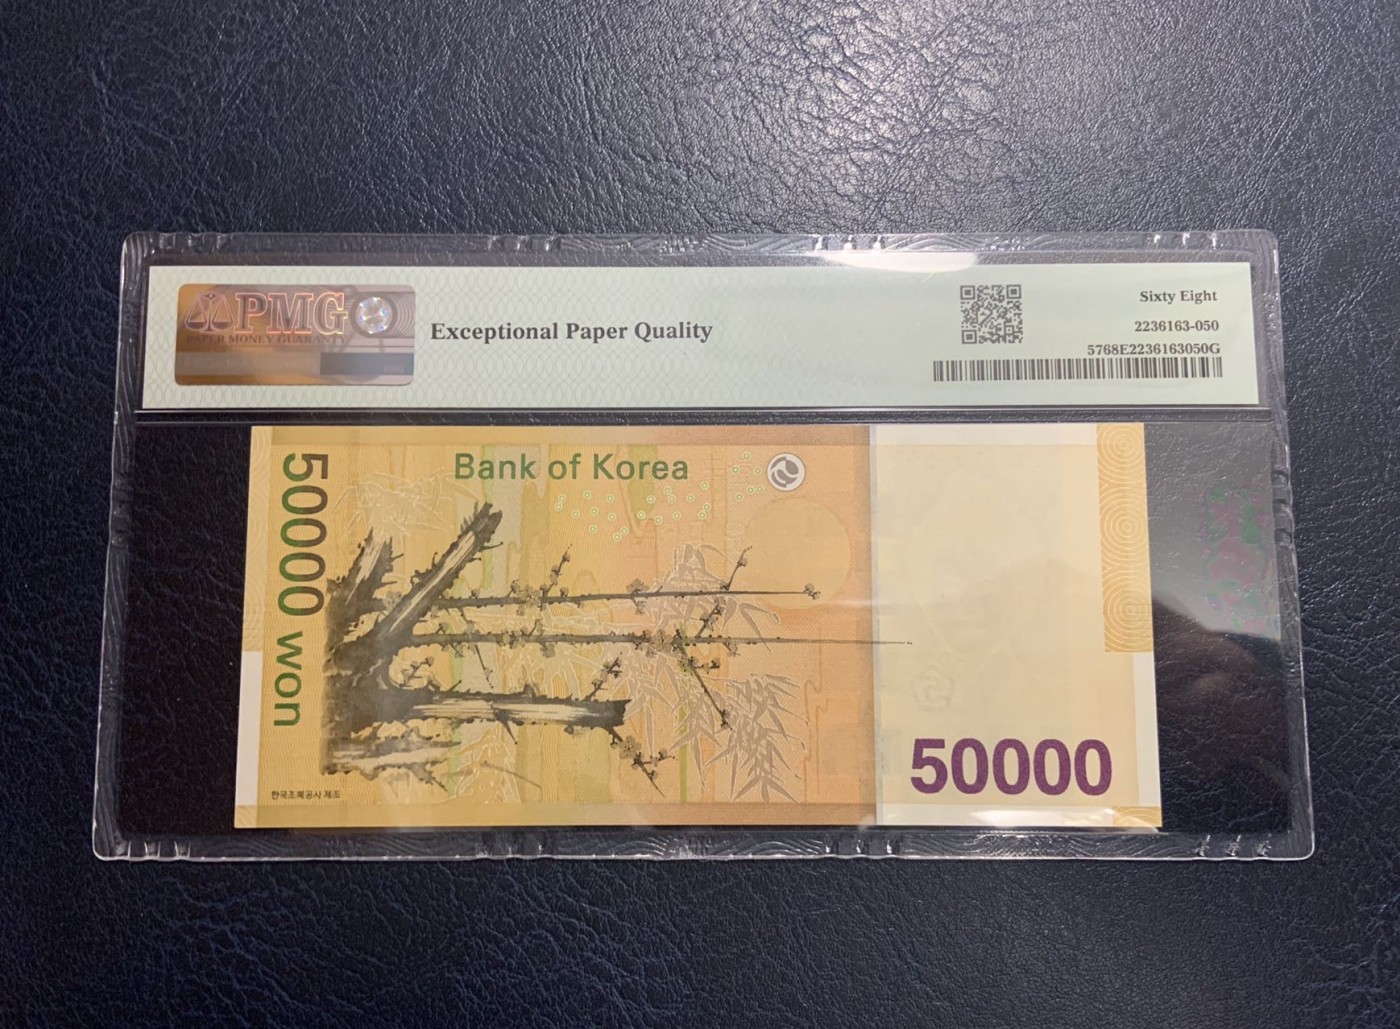 PMG
PAPER MONEY GUARANTY
Exceptional Paper Quality
Sixty Eight
2236163-050
5768E2236163050G
Bank of Korea
50000 won
50000
한국조폐공사 제조